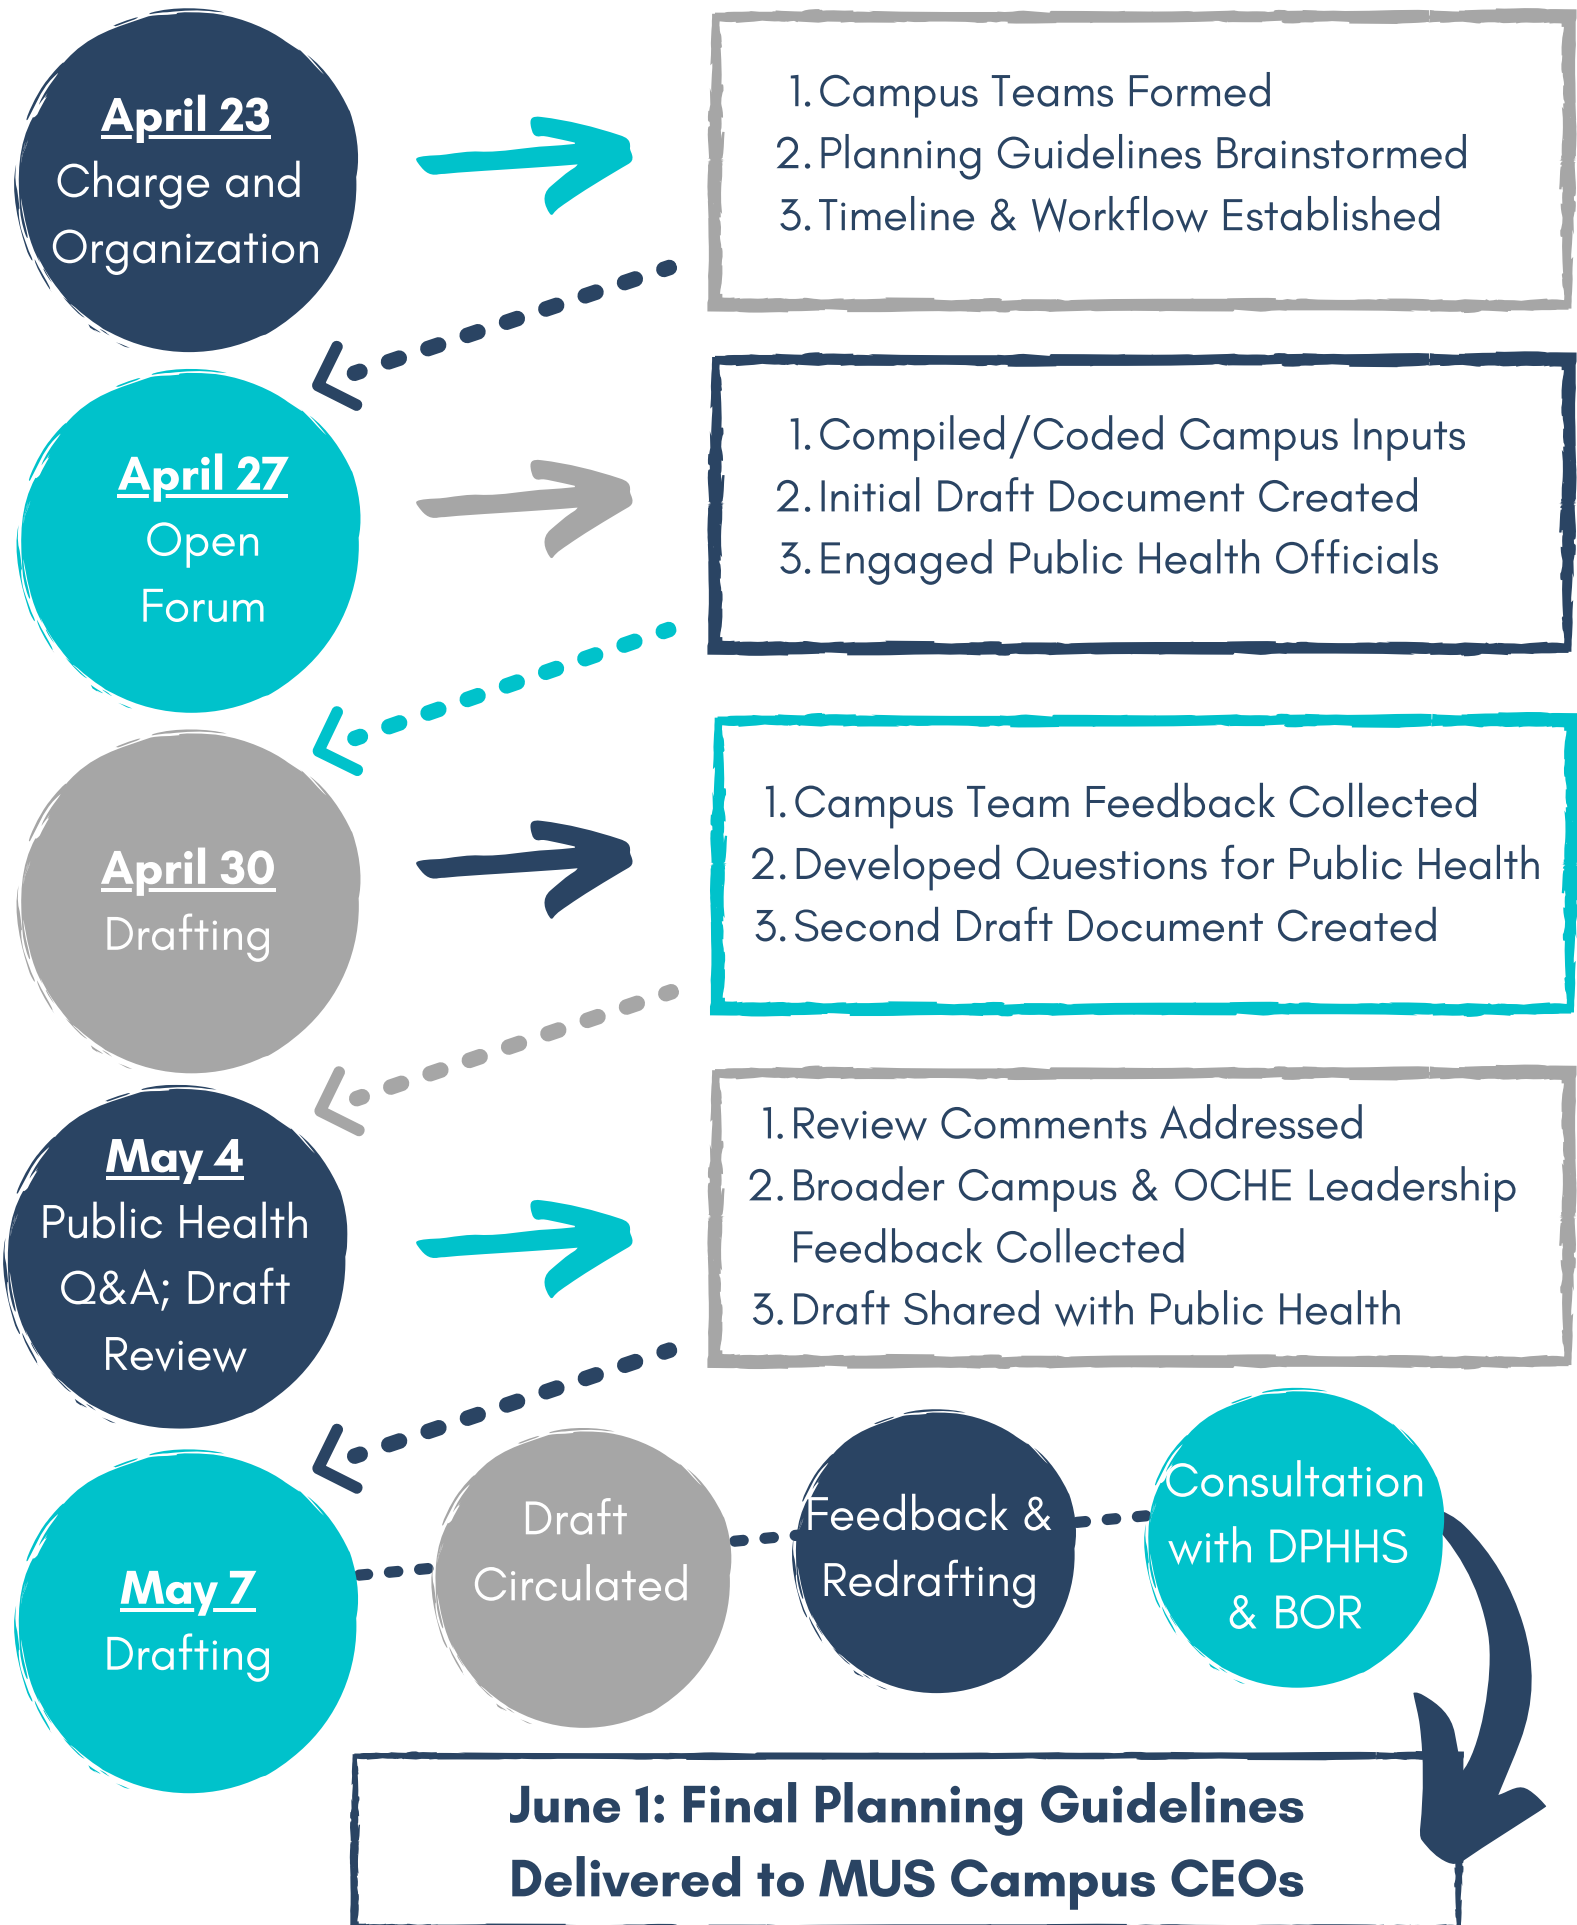 April 23
Charge and
Organization
1. Campus Teams Formed
2. Planning Guidelines Brainstormed
3. Timeline & Workflow Established
April 27
Open
Forum
1. Compiled/Coded Campus Inputs
2. Initial Draft Document Created
3. Engaged Public Health Officials
April 30
Drafting
1. Campus Team Feedback Collected
2. Developed Questions for Public Health
3. Second Draft Document Created
May 4
Public Health
Q&A; Draft
Review
1. Review Comments Addressed
2. Broader Campus & OCHE Leadership
Feedback Collected
3. Draft Shared with Public Health
May 7
Drafting
Draft
Circulated
Feedback &
Redrafting
Consultation
with DPHHS
& BOR
June 1: Final Planning Guidelines
Delivered to MUS Campus CEOs